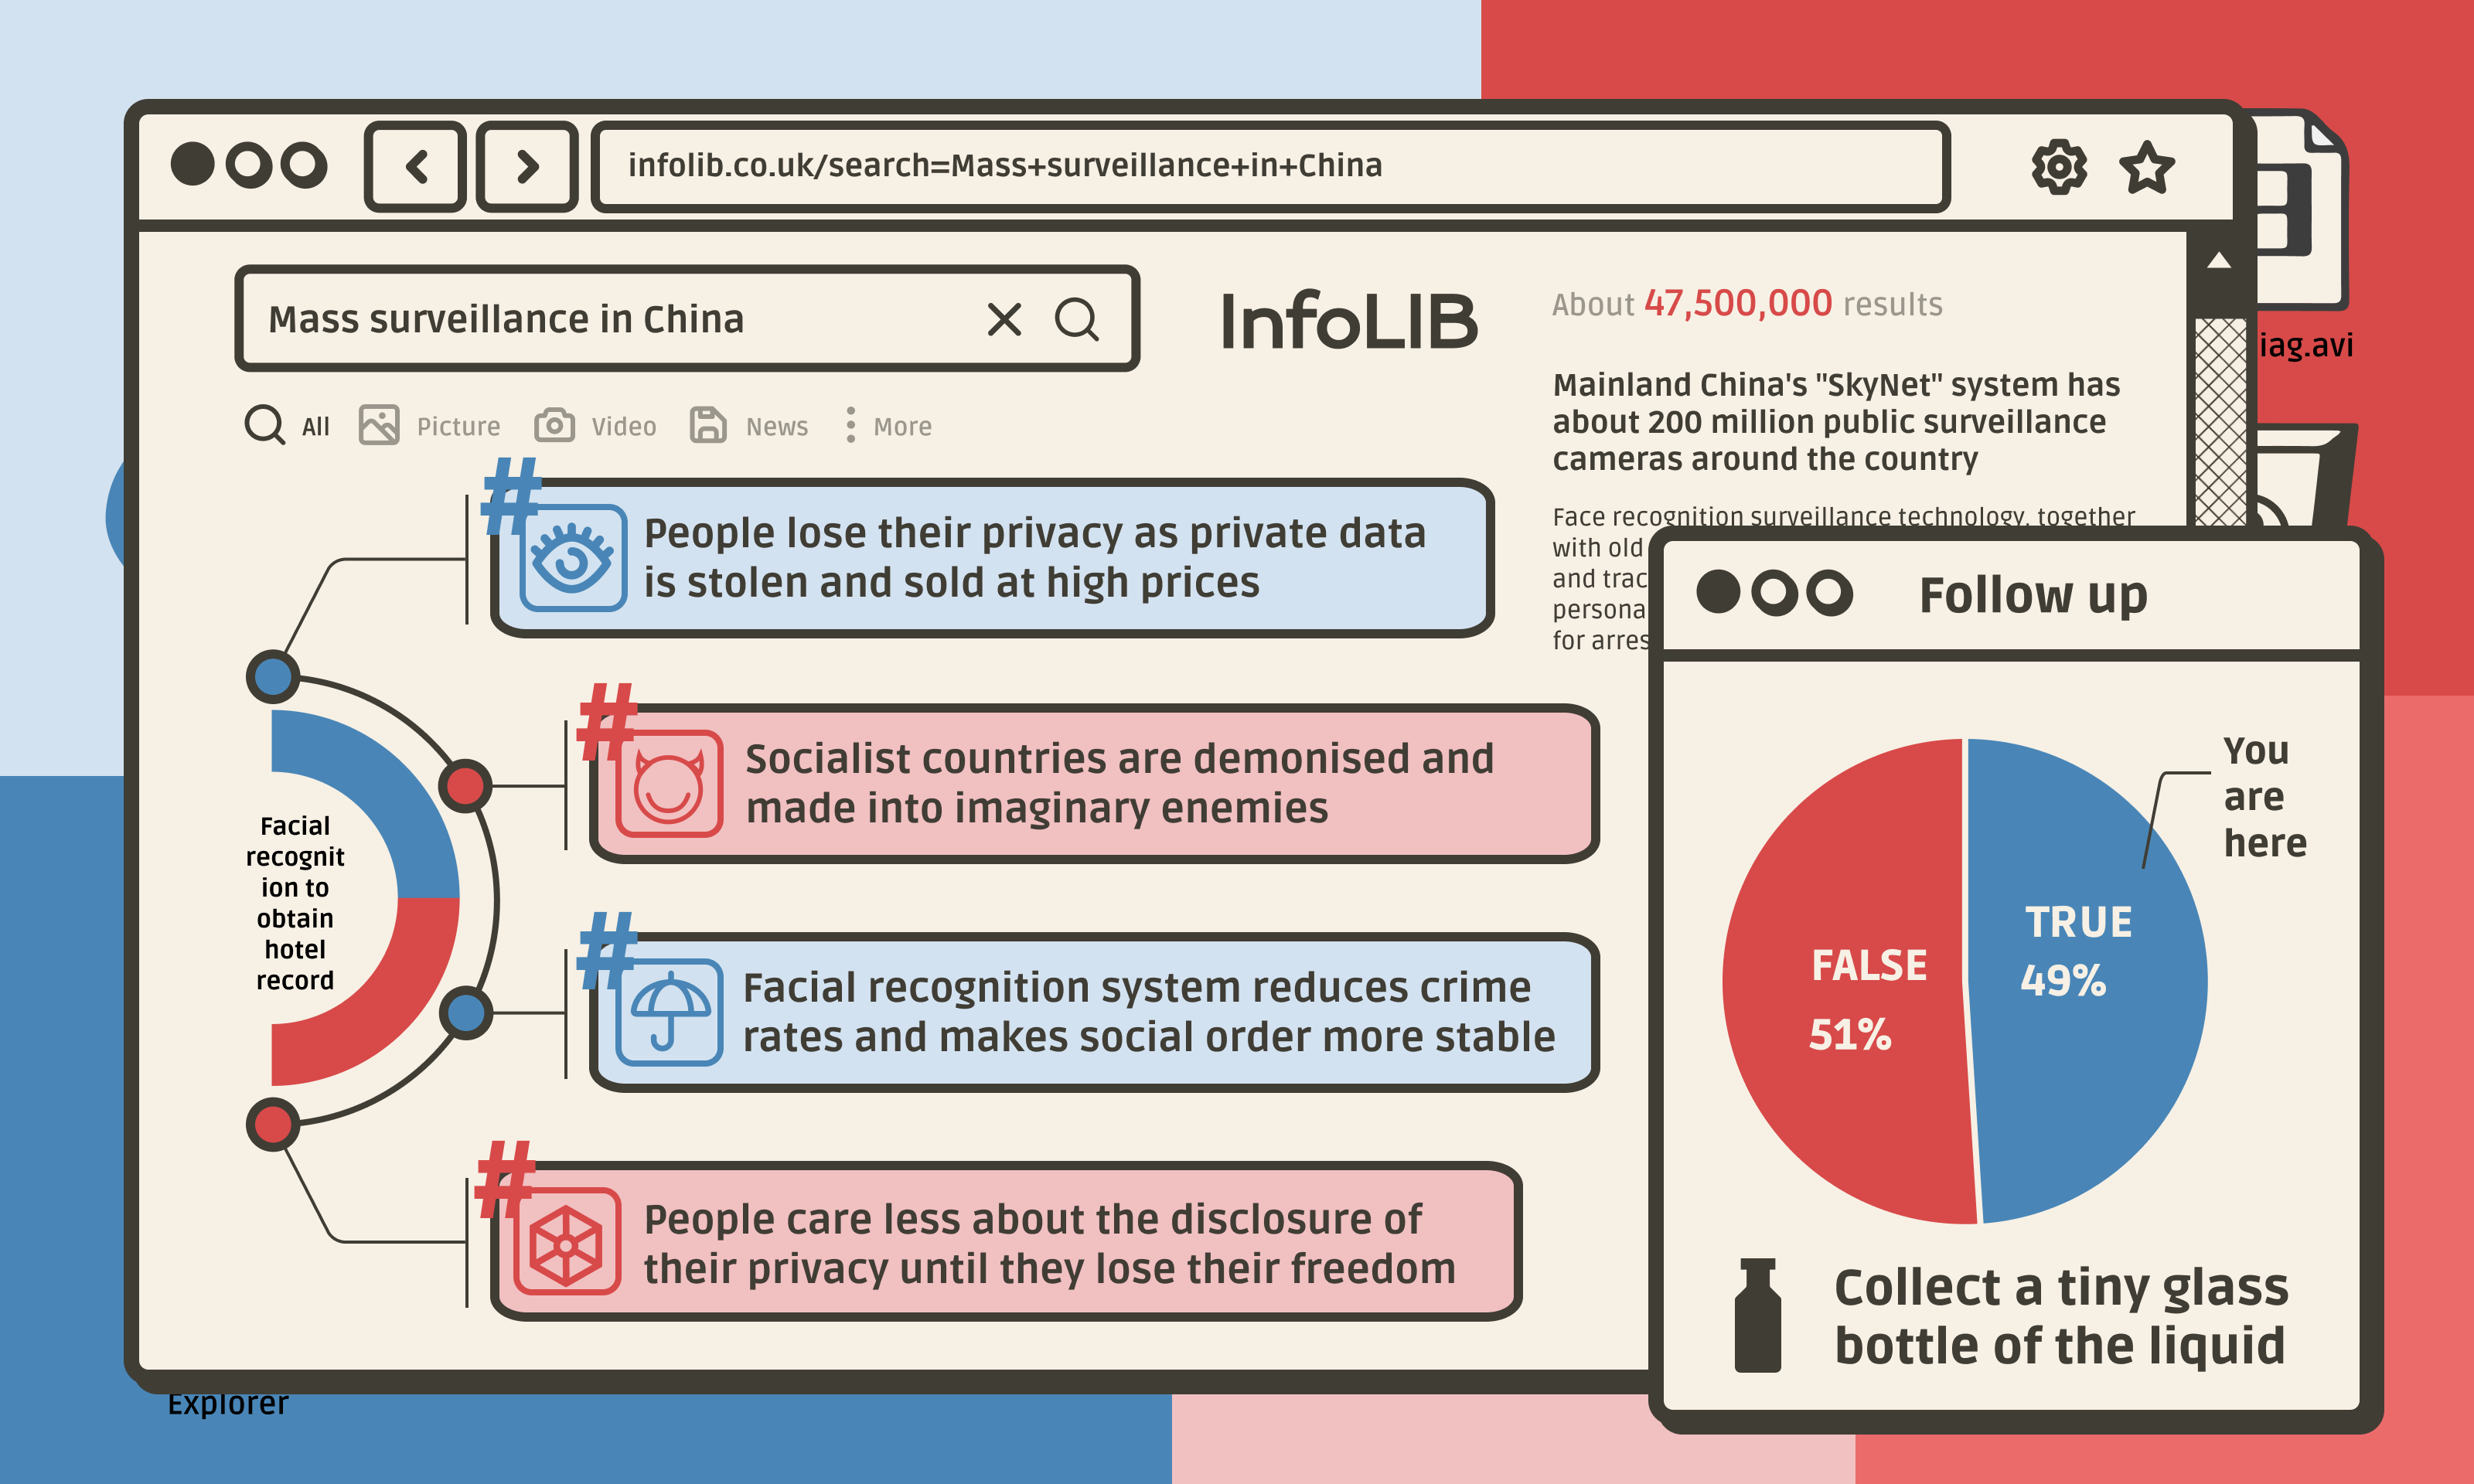 infolib.co.uk/search=Mass+surveillance+in+China
Mass surveillance in China
InfoLIB
About 47,500,000 results
All
Picture
Video
News
More
Mainland China's "SkyNet" system has
about 200 million public surveillance
cameras around the country
Face recognition surveillance technology, together
with old
and trac
persona
for arres
iag.avi
#
People lose their privacy as private data
is stolen and sold at high prices
#
Socialist countries are demonised and
made into imaginary enemies
#
Facial recognition system reduces crime
rates and makes social order more stable
#
People care less about the disclosure of
their privacy until they lose their freedom
Facial
recognit
ion to
obtain
hotel
record
Follow up
You
are
here
TRUE
49%
FALSE
51%
Collect a tiny glass
bottle of the liquid
Explorer